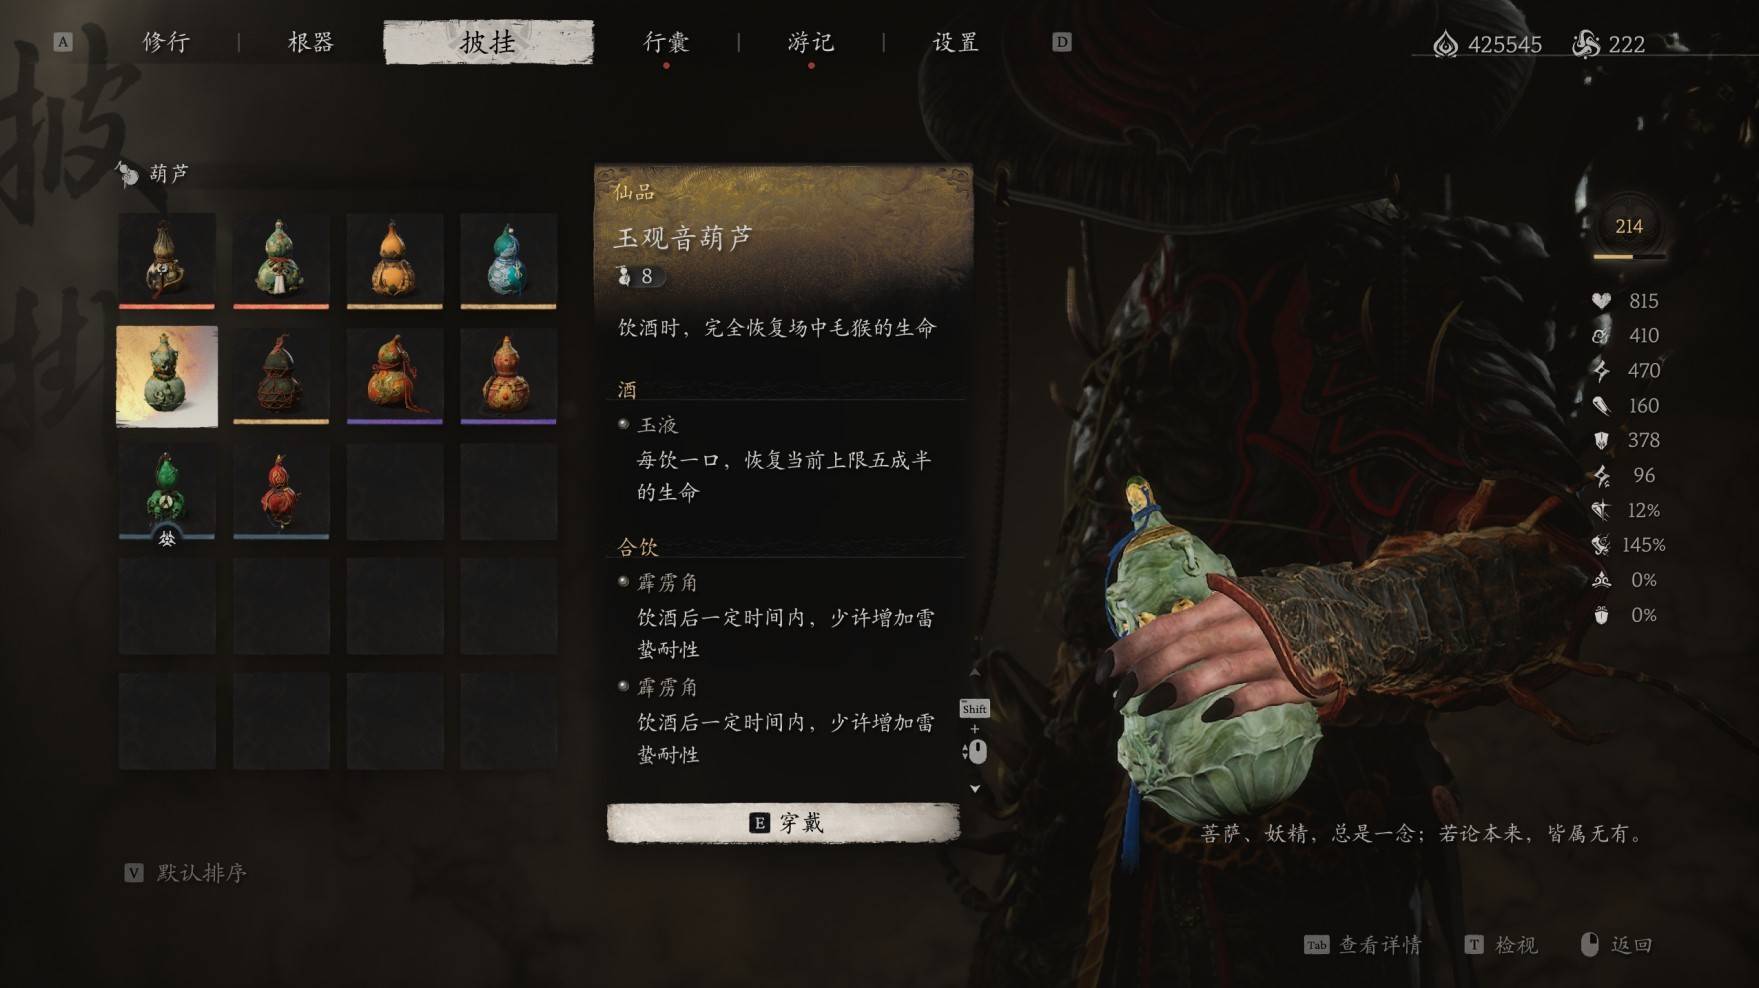 A 修行 根器 披挂 行囊 游记 设置 D 425545 222
披挂
葫芦
仙品
玉观音葫芦
8
饮酒时，完全恢复场中毛猴的生命
酒
玉液
每饮一口，恢复当前上限五成半
的生命
合饮
霹雳角
饮酒后一定时间内，少许增加雷
蛰耐性
霹雳角
饮酒后一定时间内，少许增加雷
蛰耐性
Shift
+
E 穿戴
214
815
410
470
160
378
96
12%
145%
0%
0%
菩萨、妖精，总是一念；若论本来，皆属无有。
V 默认排序
Tab 查看详情 T 检视 返回